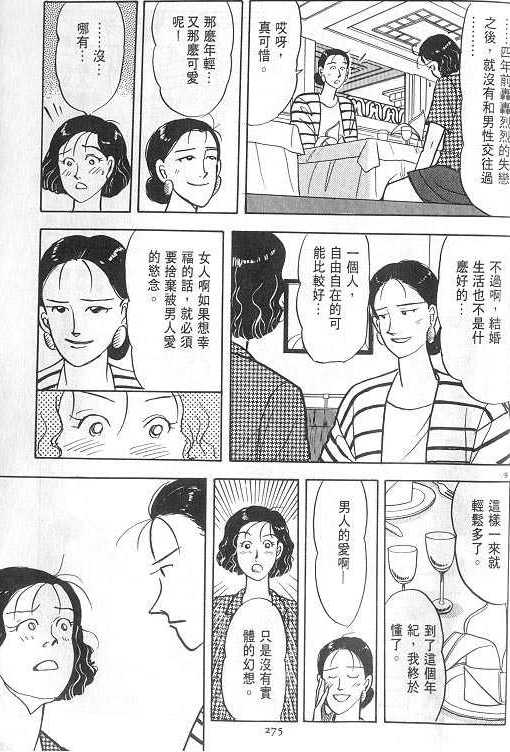 ……四年前轟轟烈烈的失戀
之後，就沒有和男性交往過
哎呀，
真可惜。
那麼年輕…
又那麼可愛
呢！
……沒…
哪有…
不過啊，結婚
生活也不是什
麼好的…
一個人，
自由自在的可
能比較好…
女人啊如果想幸
福的話，就必須
要捨棄被男人愛
的慾念。
這樣一來就
輕鬆多了。
到了這個年
紀，我終於
懂了。
男人的愛啊—
只是沒有實
體的幻想。
275